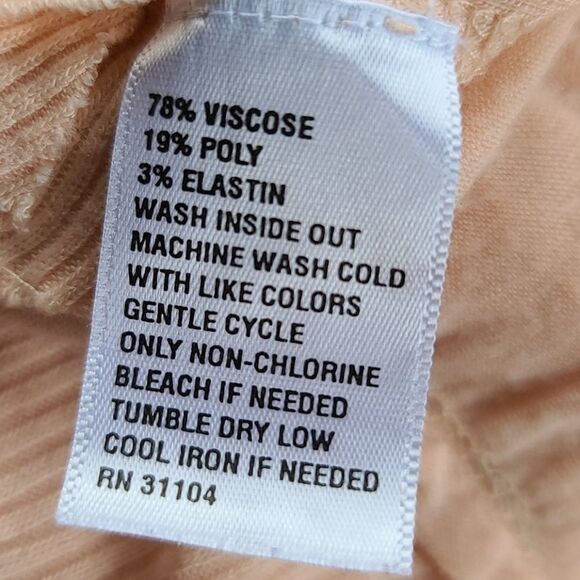 78% VISCOSE
19% POLY
3% ELASTIN
WASH INSIDE OUT
MACHINE WASH COLD
WITH LIKE COLORS
GENTLE CYCLE
ONLY NON-CHLORINE
BLEACH IF NEEDED
TUMBLE DRY LOW
COOL IRON IF NEEDED
RN 31104